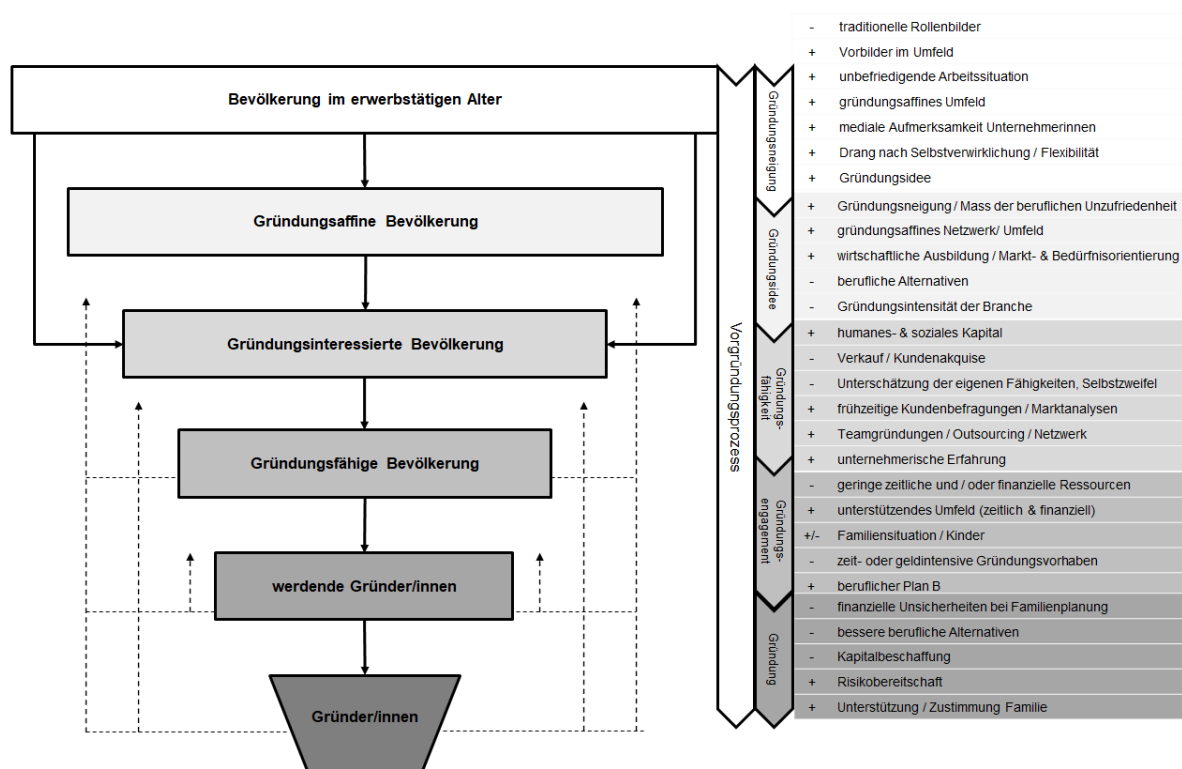 Bevölkerung im erwerbstätigen Alter
Gründungsaffine Bevölkerung
Gründungsinteressierte Bevölkerung
Gründungsfähige Bevölkerung
werdende Gründer/innen
Gründer/innen
Vorgründungsprozess
Gründungsneigung
Gründungsidee
Gründungs-
fähigkeit
Gründungs-
engagement
Gründung
- traditionelle Rollenbilder
+ Vorbilder im Umfeld
+ unbefriedigende Arbeitssituation
+ gründungsaffines Umfeld
+ mediale Aufmerksamkeit Unternehmerinnen
+ Drang nach Selbstverwirklichung / Flexibilität
+ Gründungsidee
+ Gründungsneigung / Mass der beruflichen Unzufriedenheit
+ gründungsaffines Netzwerk/ Umfeld
+ wirtschaftliche Ausbildung / Markt- & Bedürfnisorientierung
- berufliche Alternativen
- Gründungsintensität der Branche
+ humanes- & soziales Kapital
- Verkauf / Kundenakquise
- Unterschätzung der eigenen Fähigkeiten, Selbstzweifel
+ frühzeitige Kundenbefragungen / Marktanalysen
+ Teamgründungen / Outsourcing / Netzwerk
+ unternehmerische Erfahrung
- geringe zeitliche und / oder finanzielle Ressourcen
+ unterstützendes Umfeld (zeitlich & finanziell)
+/- Familiensituation / Kinder
- zeit- oder geldintensive Gründungsvorhaben
+ beruflicher Plan B
- finanzielle Unsicherheiten bei Familienplanung
- bessere berufliche Alternativen
- Kapitalbeschaffung
+ Risikobereitschaft
+ Unterstützung / Zustimmung Familie